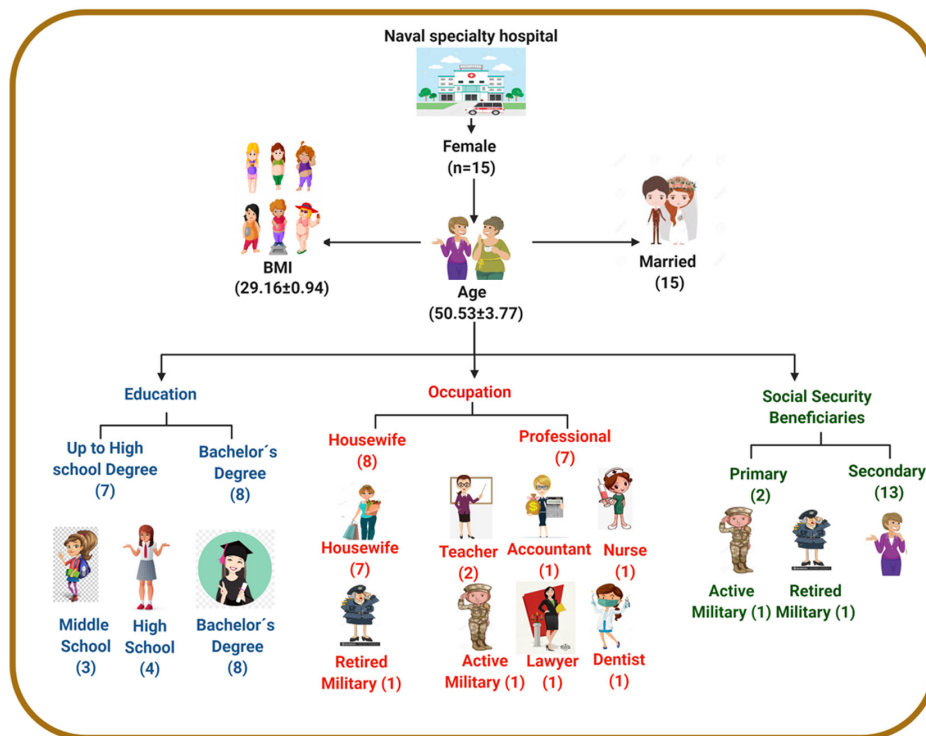 Naval specialty hospital
Female
(n=15)
BMI
(29.16±0.94)
Age
(50.53±3.77)
Married
(15)
Education
Up to High
school Degree
(7)
Bachelor´s
Degree
(8)
Middle
School
(3)
High
School
(4)
Bachelor´s
Degree
(8)
Occupation
Housewife
(8)
Professional
(7)
Housewife
(7)
Teacher
(2)
Accountant
(1)
Nurse
(1)
Retired
Military (1)
Active
Military (1)
Lawyer
(1)
Dentist
(1)
Social Security
Beneficiaries
Primary
(2)
Secondary
(13)
Active
Military (1)
Retired
Military (1)